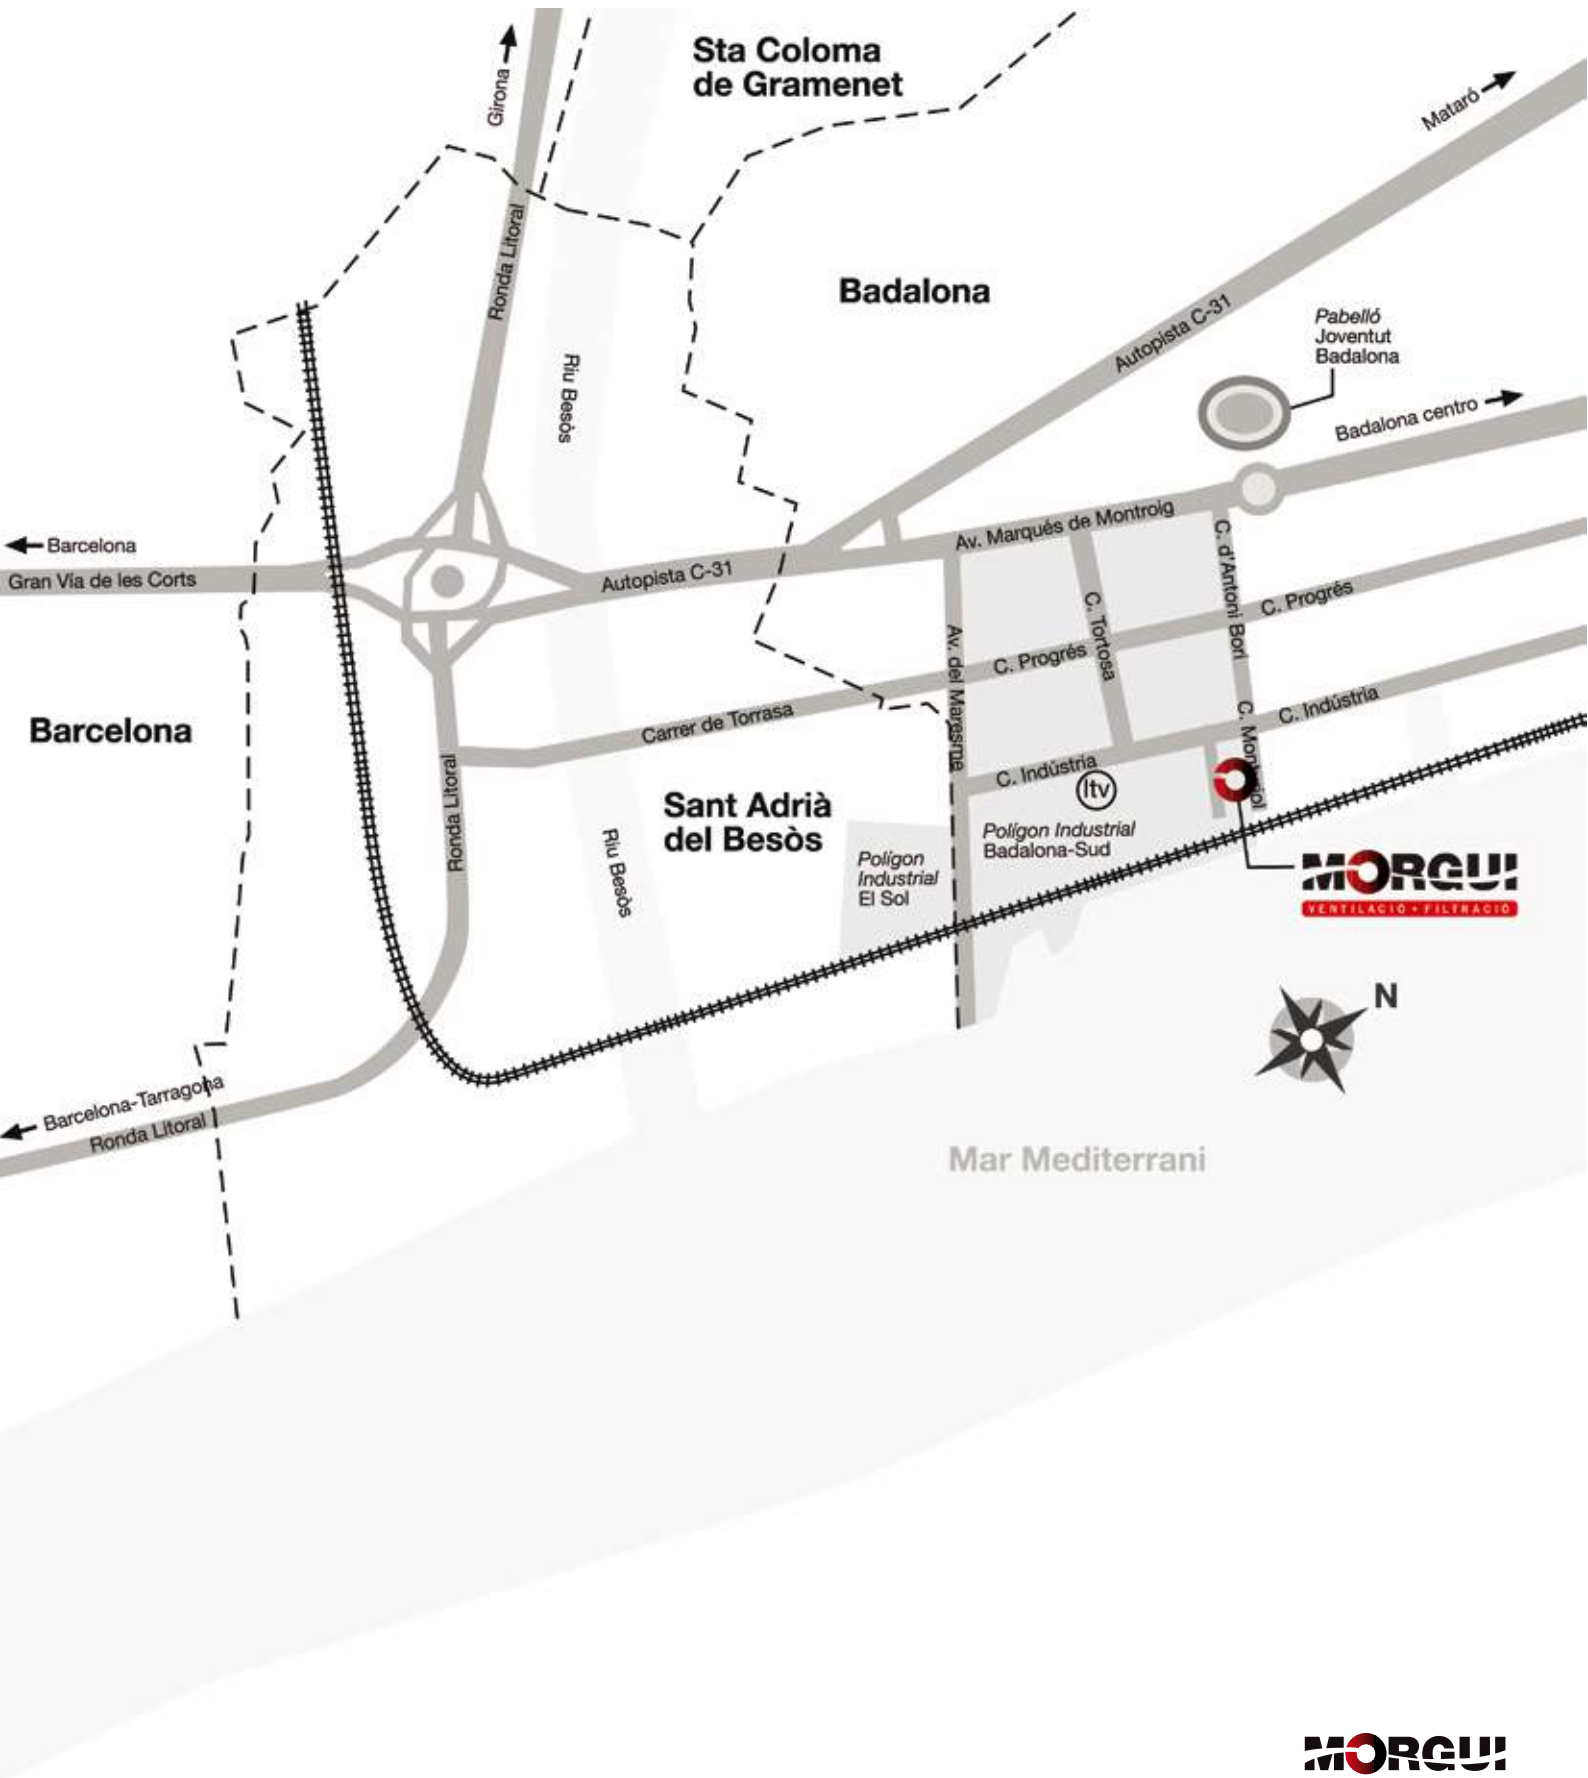 Sta Coloma
de Gramenet
Girona
Mataró
Ronda Litoral
Badalona
Autopista C-31
Pabelló
Joventut
Badalona
Riu Besòs
Badalona centro
Barcelona
Gran Vía de les Corts
Autopista C-31
Av. Marqués de Montroig
C. d'Antoni Bori
C. Tortosa
C. Progrés
C. Progrés
Av. del Maresme
Carrer de Torrasa
C. Indústria
C. Indústria
Barcelona
Ronda Litoral
Sant Adrià
del Besòs
Itv
Polígon Industrial
Badalona-Sud
Polígon
Industrial
El Sol
Riu Besòs
MORGUI
VENTILACIÓ + FILTRACIÓ
N
Barcelona-Tarragona
Ronda Litoral
Mar Mediterrani
MORGUI